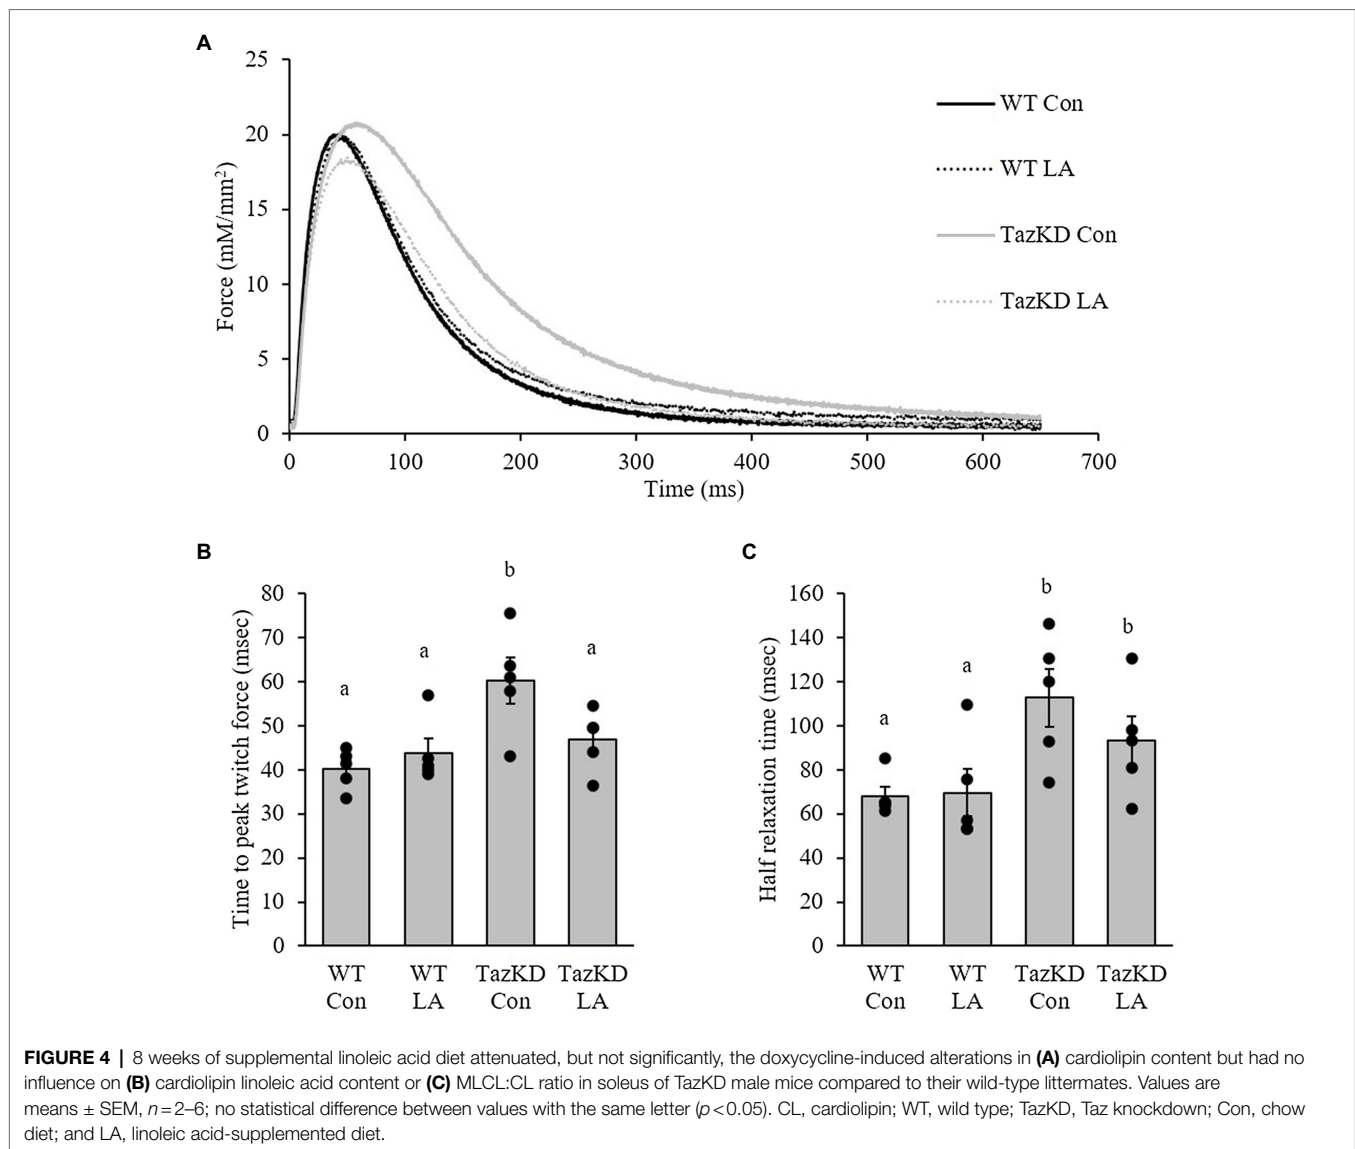 A
25
20
15
10
5
0
Force (mM/mm²)
0 100 200 300 400 500 600 700
Time (ms)
WT Con
WT LA
TazKD Con
TazKD LA
B
80
70
60
50
40
30
20
10
0
Time to peak twitch force (msec)
a a b a
WT WT TazKD TazKD
Con LA Con LA
C
160
140
120
100
80
60
40
20
0
Half relaxation time (msec)
a a b b
WT WT TazKD TazKD
Con LA Con LA
FIGURE 4 | 8 weeks of supplemental linoleic acid diet attenuated, but not significantly, the doxycycline-induced alterations in (A) cardiolipin content but had no
influence on (B) cardiolipin linoleic acid content or (C) MLCL:CL ratio in soleus of TazKD male mice compared to their wild-type littermates. Values are
means ± SEM, n = 2–6; no statistical difference between values with the same letter (p < 0.05). CL, cardiolipin; WT, wild type; TazKD, Taz knockdown; Con, chow
diet; and LA, linoleic acid-supplemented diet.